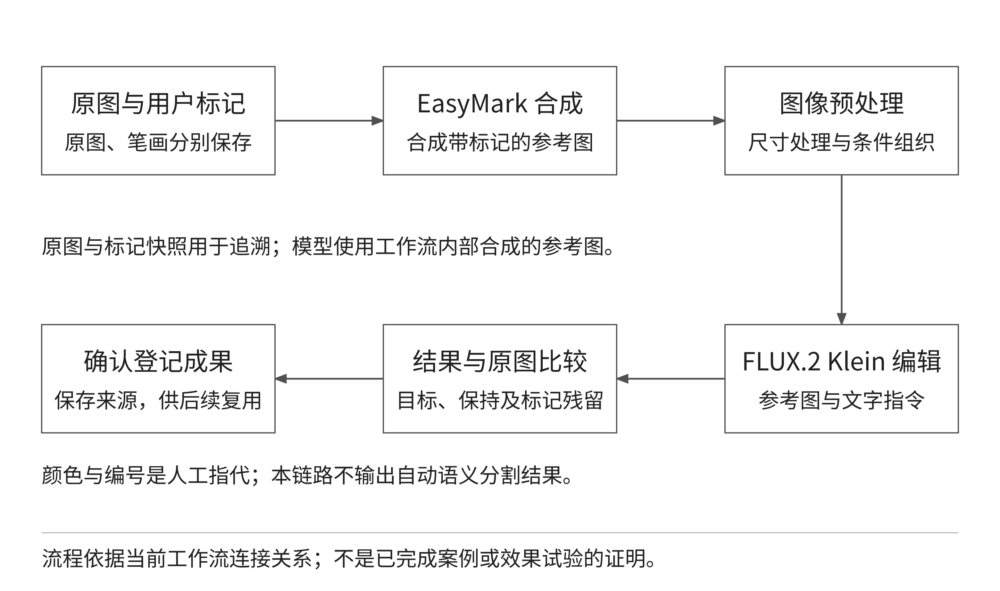 原图与用户标记
原图、笔画分别保存
EasyMark 合成
合成带标记的参考图
图像预处理
尺寸处理与条件组织
原图与标记快照用于追溯；模型使用工作流内部合成的参考图。
确认登记成果
保存来源，供后续复用
结果与原图比较
目标、保持及标记残留
FLUX.2 Klein 编辑
参考图与文字指令
颜色与编号是人工指代；本链路不输出自动语义分割结果。
流程依据当前工作流连接关系；不是已完成案例或效果试验的证明。